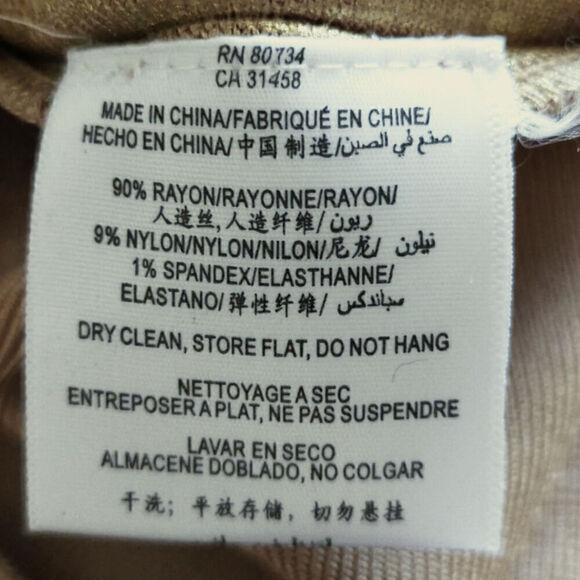 RN 80734
CA 31458
MADE IN CHINA/FABRIQUÉ EN CHINE/
HECHO EN CHINA/中国制造/صنع في الصين
90% RAYON/RAYONNE/RAYON/
人造丝,人造纤维/ ريون/
9% NYLON/NYLON/NILON/尼龙/ نيلون
1% SPANDEX/ELASTHANNE/
ELASTANO/弹性纤维/ سباندكس
DRY CLEAN, STORE FLAT, DO NOT HANG
NETTOYAGE A SEC
ENTREPOSER A PLAT, NE PAS SUSPENDRE
LAVAR EN SECO
ALMACENE DOBLADO, NO COLGAR
干洗；平放存储，切勿悬挂